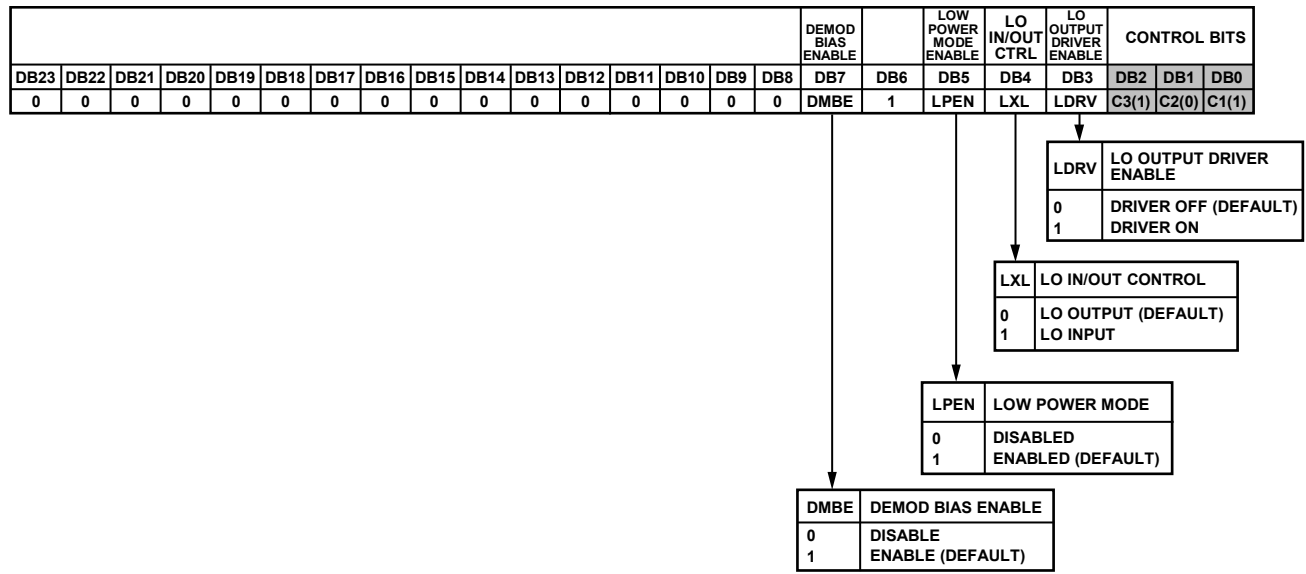 DEMOD BIAS ENABLE LOW POWER MODE ENABLE LO IN/OUT CTRL LO OUTPUT DRIVER ENABLE CONTROL BITS
DB23 DB22 DB21 DB20 DB19 DB18 DB17 DB16 DB15 DB14 DB13 DB12 DB11 DB10 DB9 DB8 DB7 DB6 DB5 DB4 DB3 DB2 DB1 DB0
0 0 0 0 0 0 0 0 0 0 0 0 0 0 0 0 DMBE 1 LPEN LXL LDRV C3(1) C2(0) C1(1)
LDRV LO OUTPUT DRIVER ENABLE
0 DRIVER OFF (DEFAULT)
1 DRIVER ON
LXL LO IN/OUT CONTROL
0 LO OUTPUT (DEFAULT)
1 LO INPUT
LPEN LOW POWER MODE
0 DISABLED
1 ENABLED (DEFAULT)
DMBE DEMOD BIAS ENABLE
0 DISABLE
1 ENABLE (DEFAULT)